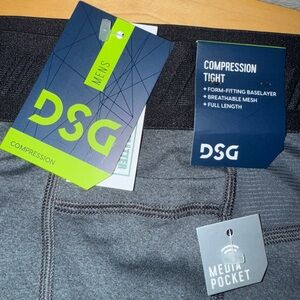 MENS
DSG
COMPRESSION
COMPRESSION
TIGHT
+ FORM-FITTING BASELAYER
+ BREATHABLE MESH
+ FULL LENGTH
DSG
MEDIA
POCKET